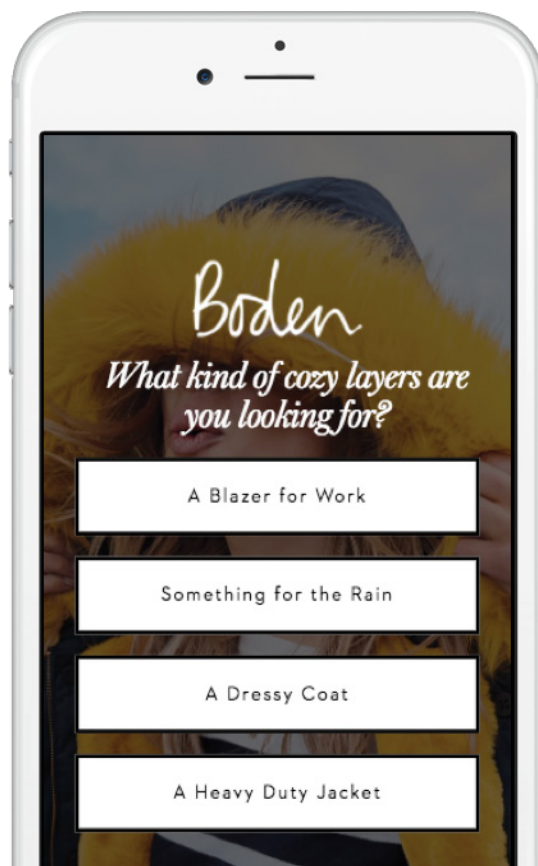 Boden
What kind of cozy layers are
you looking for?
A Blazer for Work
Something for the Rain
A Dressy Coat
A Heavy Duty Jacket